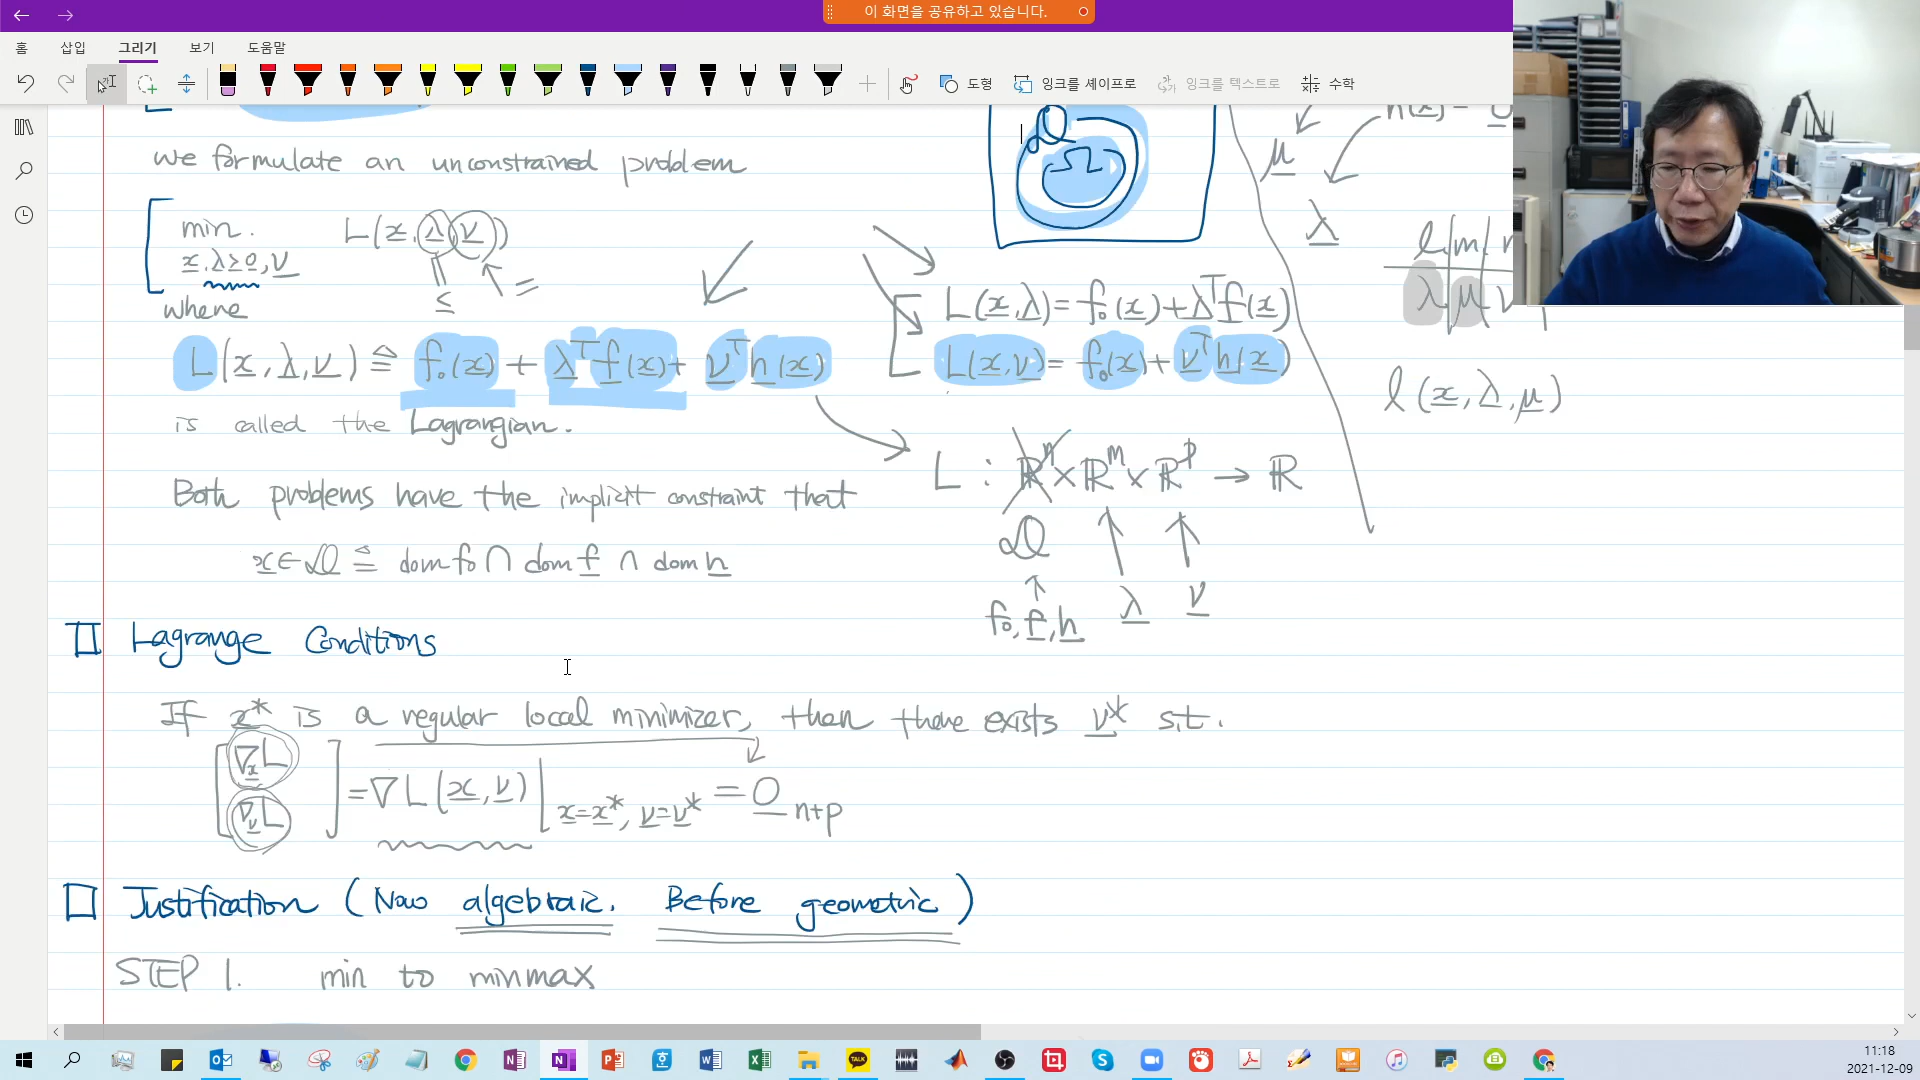 이 화면을 공유하고 있습니다.
홈 삽입 그리기 보기 도움말
도형 잉크를 셰이프로 잉크를 텍스트로 수학
we formulate an unconstrained problem
min. L(x, λ, ν)
x, λ≥0, ν
≤ =
where
L(x, λ, ν) ≜ f₀(x) + λᵀf(x) + νᵀh(x)
is called the Lagrangian.
Both problems have the implicit constraint that
x∈𝒟 ≜ dom f₀ ∩ dom f ∩ dom h
𝒟
Ω
L(x,λ) = f₀(x)+λᵀf(x)
L(x,ν) = f₀(x)+νᵀh(x)
L : ℝⁿ×ℝᵐ×ℝᵖ → ℝ
𝒟
f₀, f, h λ ν
h(x) = 0
μ
λ
l m
λ μ ν
l(x, λ, μ)
Lagrange Conditions
If x* is a regular local minimizer, then there exists ν* s.t.
[∇ₓL
∇ᵥL] = ∇L(x,ν)|x=x*, ν=ν* = 0 n+p
Justification (Now algebraic. Before geometric)
STEP 1. min to minmax
11:18
2021-12-09